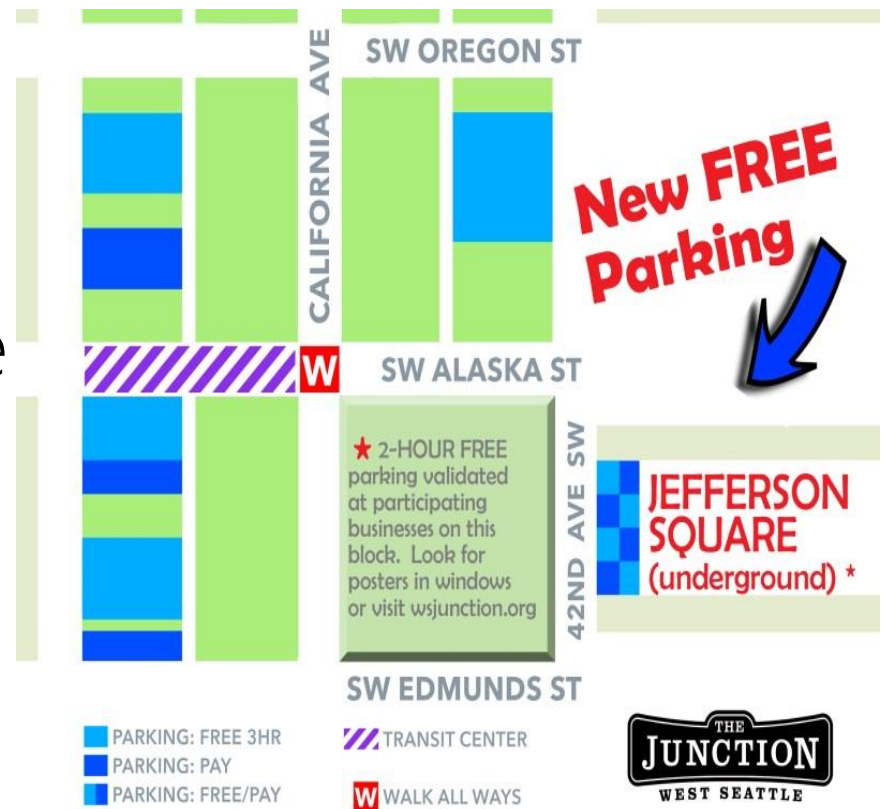 SW OREGON ST
CALIFORNIA AVE
New FREE
Parking
e
W
SW ALASKA ST
★ 2-HOUR FREE
parking validated
at participating
businesses on this
block. Look for
posters in windows
or visit wsjunction.org
42ND AVE SW
JEFFERSON
SQUARE
(underground) *
SW EDMUNDS ST
PARKING: FREE 3HR
PARKING: PAY
PARKING: FREE/PAY
TRANSIT CENTER
W WALK ALL WAYS
THE
JUNCTION
WEST SEATTLE